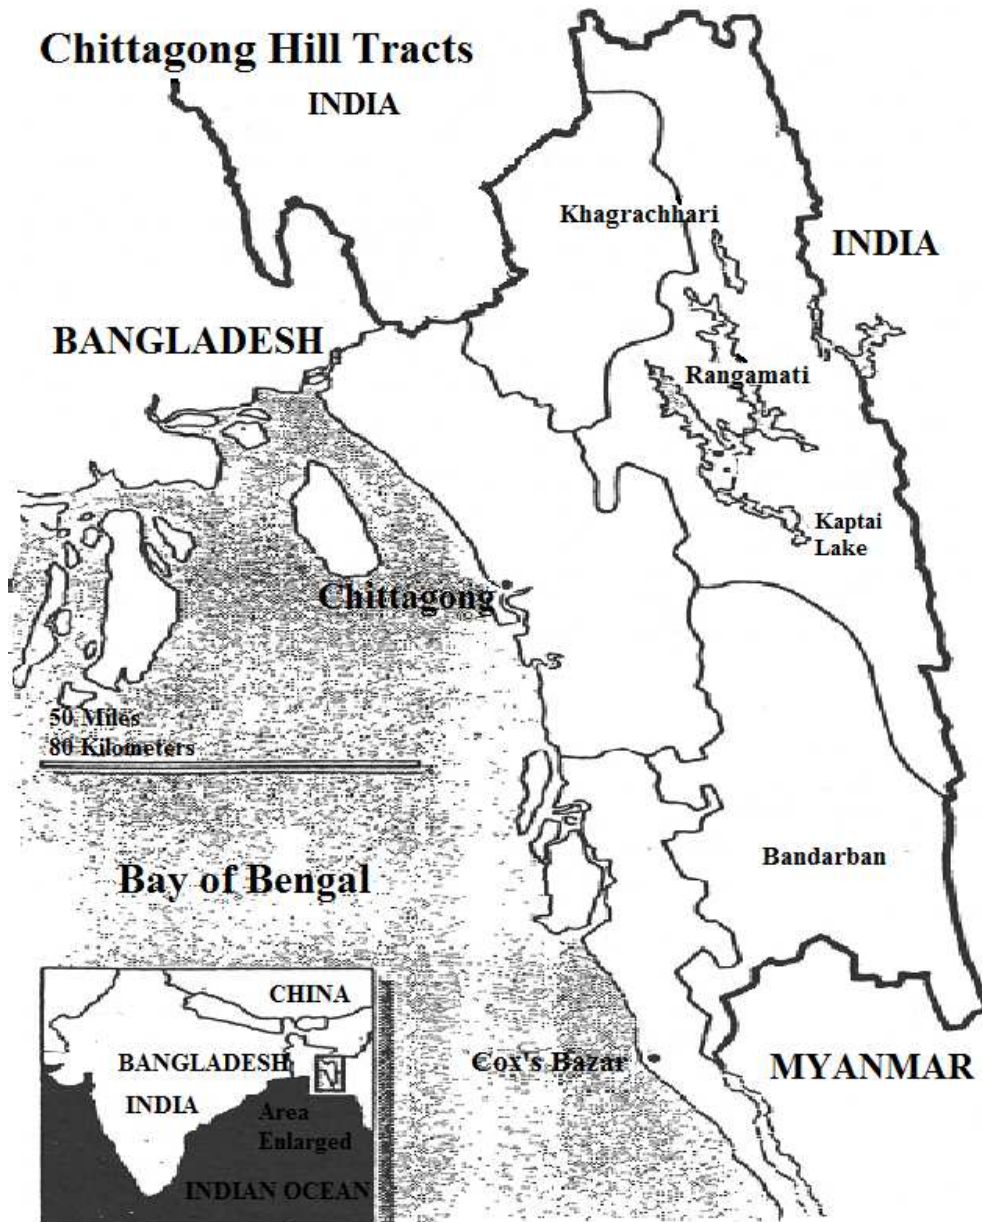 Chittagong Hill Tracts
INDIA
Khagrachhari
INDIA
BANGLADESH
Rangamati
Kaptai
Lake
Chittagong
50 Miles
80 Kilometers
Bandarban
Bay of Bengal
CHINA
BANGLADESH
INDIA
Area
Enlarged
INDIAN OCEAN
Cox's Bazar
MYANMAR